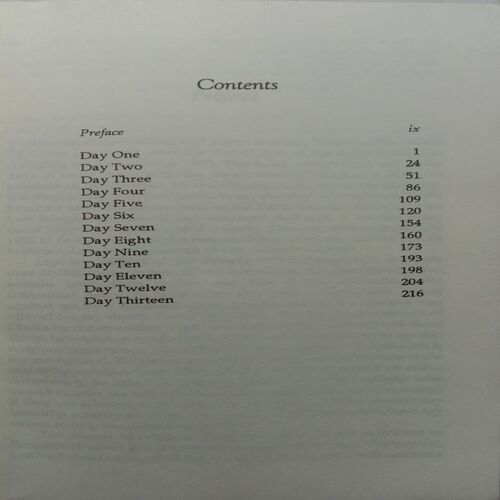 Contents
Preface ix
Day One 1
Day Two 24
Day Three 51
Day Four 86
Day Five 109
Day Six 120
Day Seven 154
Day Eight 160
Day Nine 173
Day Ten 193
Day Eleven 198
Day Twelve 204
Day Thirteen 216